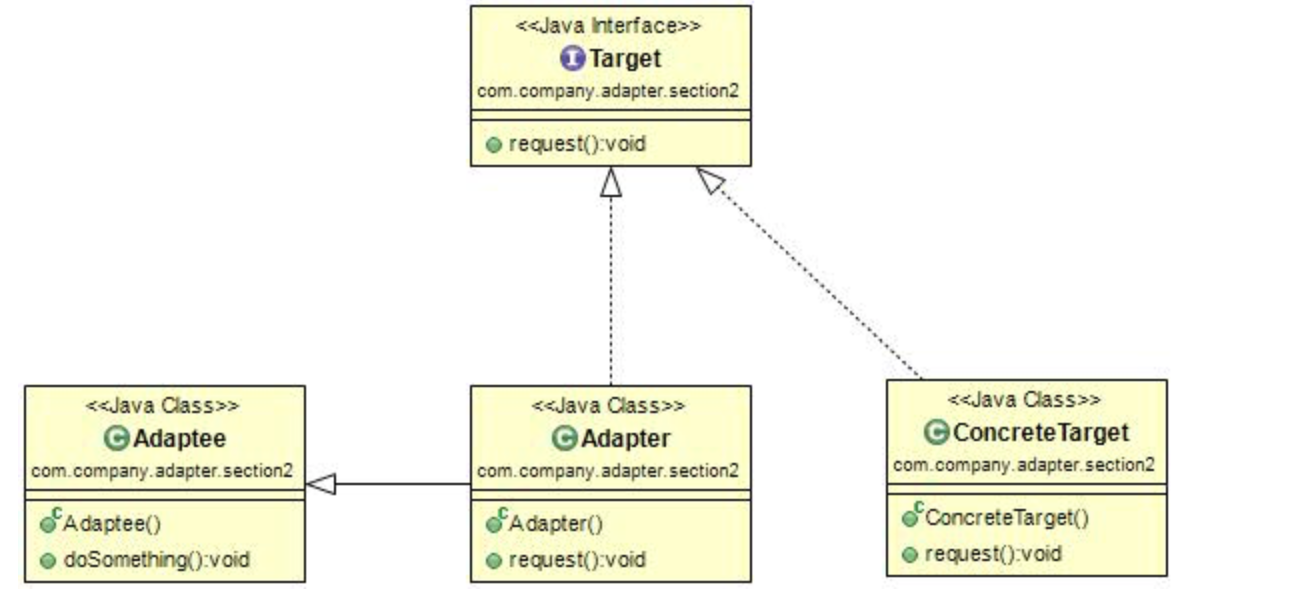 <<Java Interface>>
I Target
com.company.adapter.section2
request():void
<<Java Class>>
C Adaptee
com.company.adapter.section2
C Adaptee()
doSomething():void
<<Java Class>>
C Adapter
com.company.adapter.section2
C Adapter()
request():void
<<Java Class>>
C ConcreteTarget
com.company.adapter.section2
C ConcreteTarget()
request():void